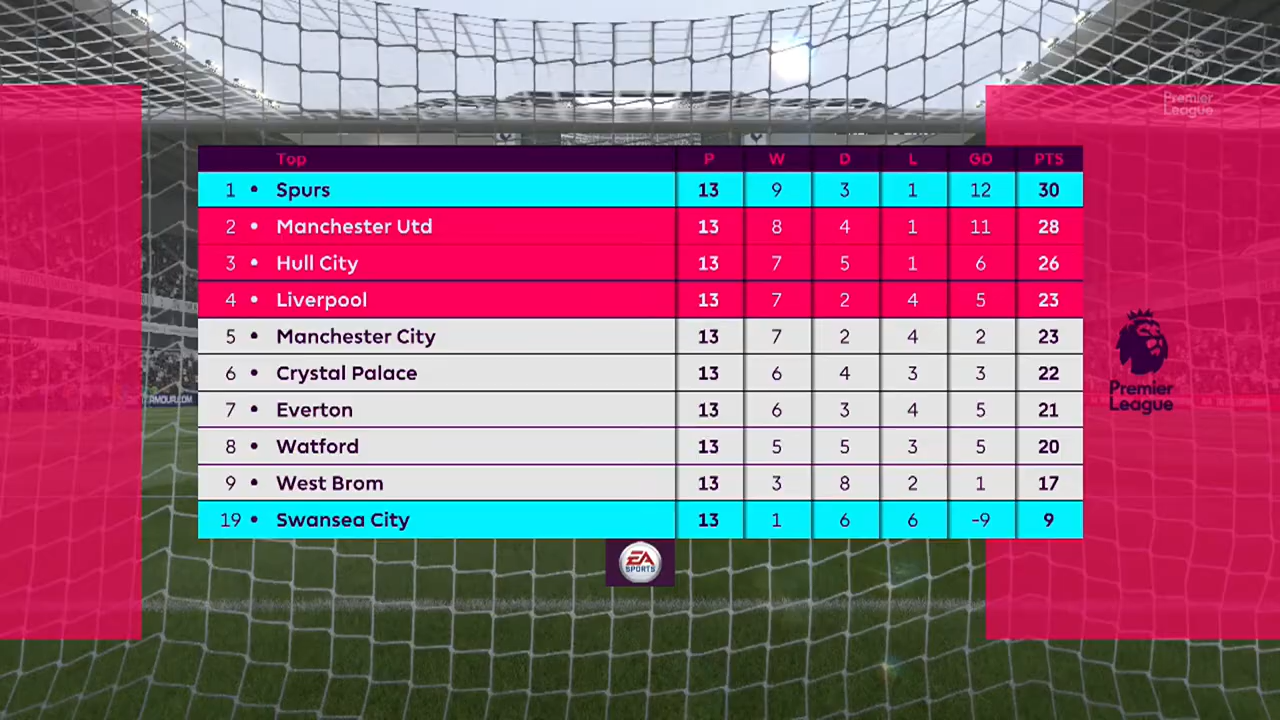 Premier
League
Top P W D L GD PTS
1 • Spurs 13 9 3 1 12 30
2 • Manchester Utd 13 8 4 1 11 28
3 • Hull City 13 7 5 1 6 26
4 • Liverpool 13 7 2 4 5 23
5 • Manchester City 13 7 2 4 2 23
6 • Crystal Palace 13 6 4 3 3 22
7 • Everton 13 6 3 4 5 21
8 • Watford 13 5 5 3 5 20
9 • West Brom 13 3 8 2 1 17
19 • Swansea City 13 1 6 6 -9 9
Premier
League
EA
SPORTS